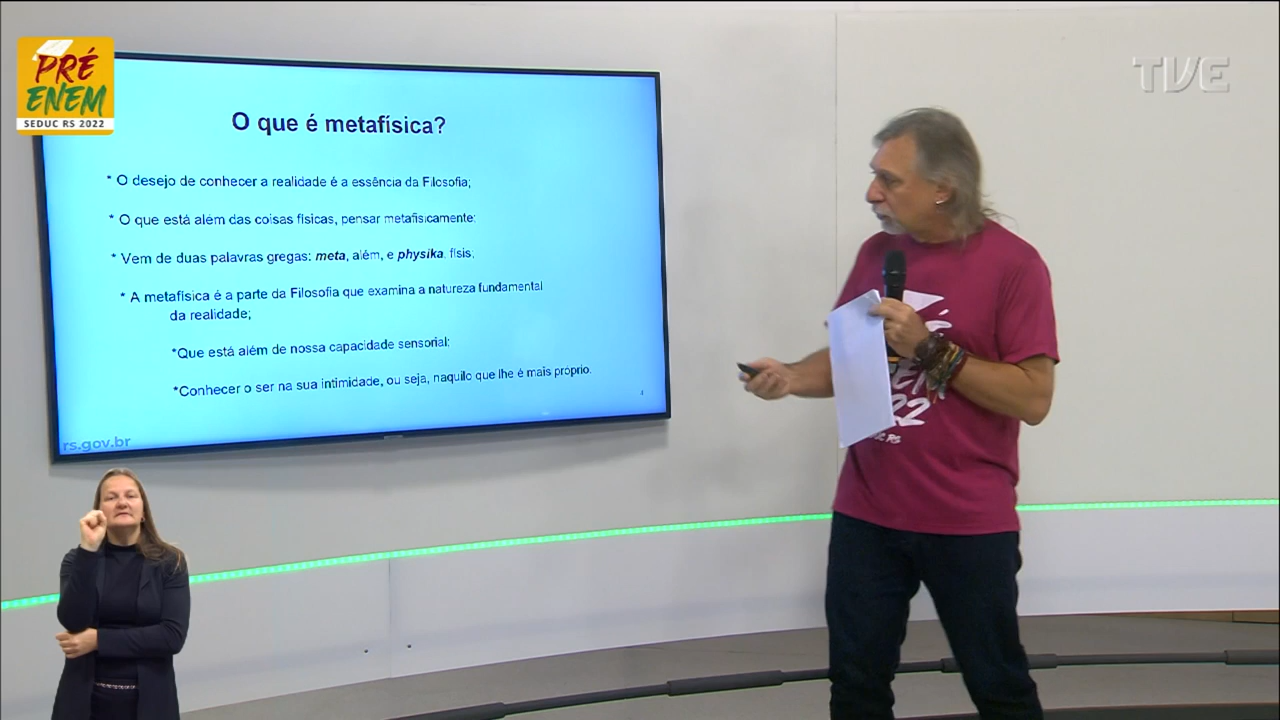 PRÉ
ENEM
SEDUC RS 2022
TVE
O que é metafísica?
* O desejo de conhecer a realidade é a essência da Filosofia;
* O que está além das coisas físicas, pensar metafisicamente;
* Vem de duas palavras gregas: meta, além, e physika, físis;
* A metafísica é a parte da Filosofia que examina a natureza fundamental
da realidade;
*Que está além de nossa capacidade sensorial;
*Conhecer o ser na sua intimidade, ou seja, naquilo que lhe é mais próprio.
4
rs.gov.br